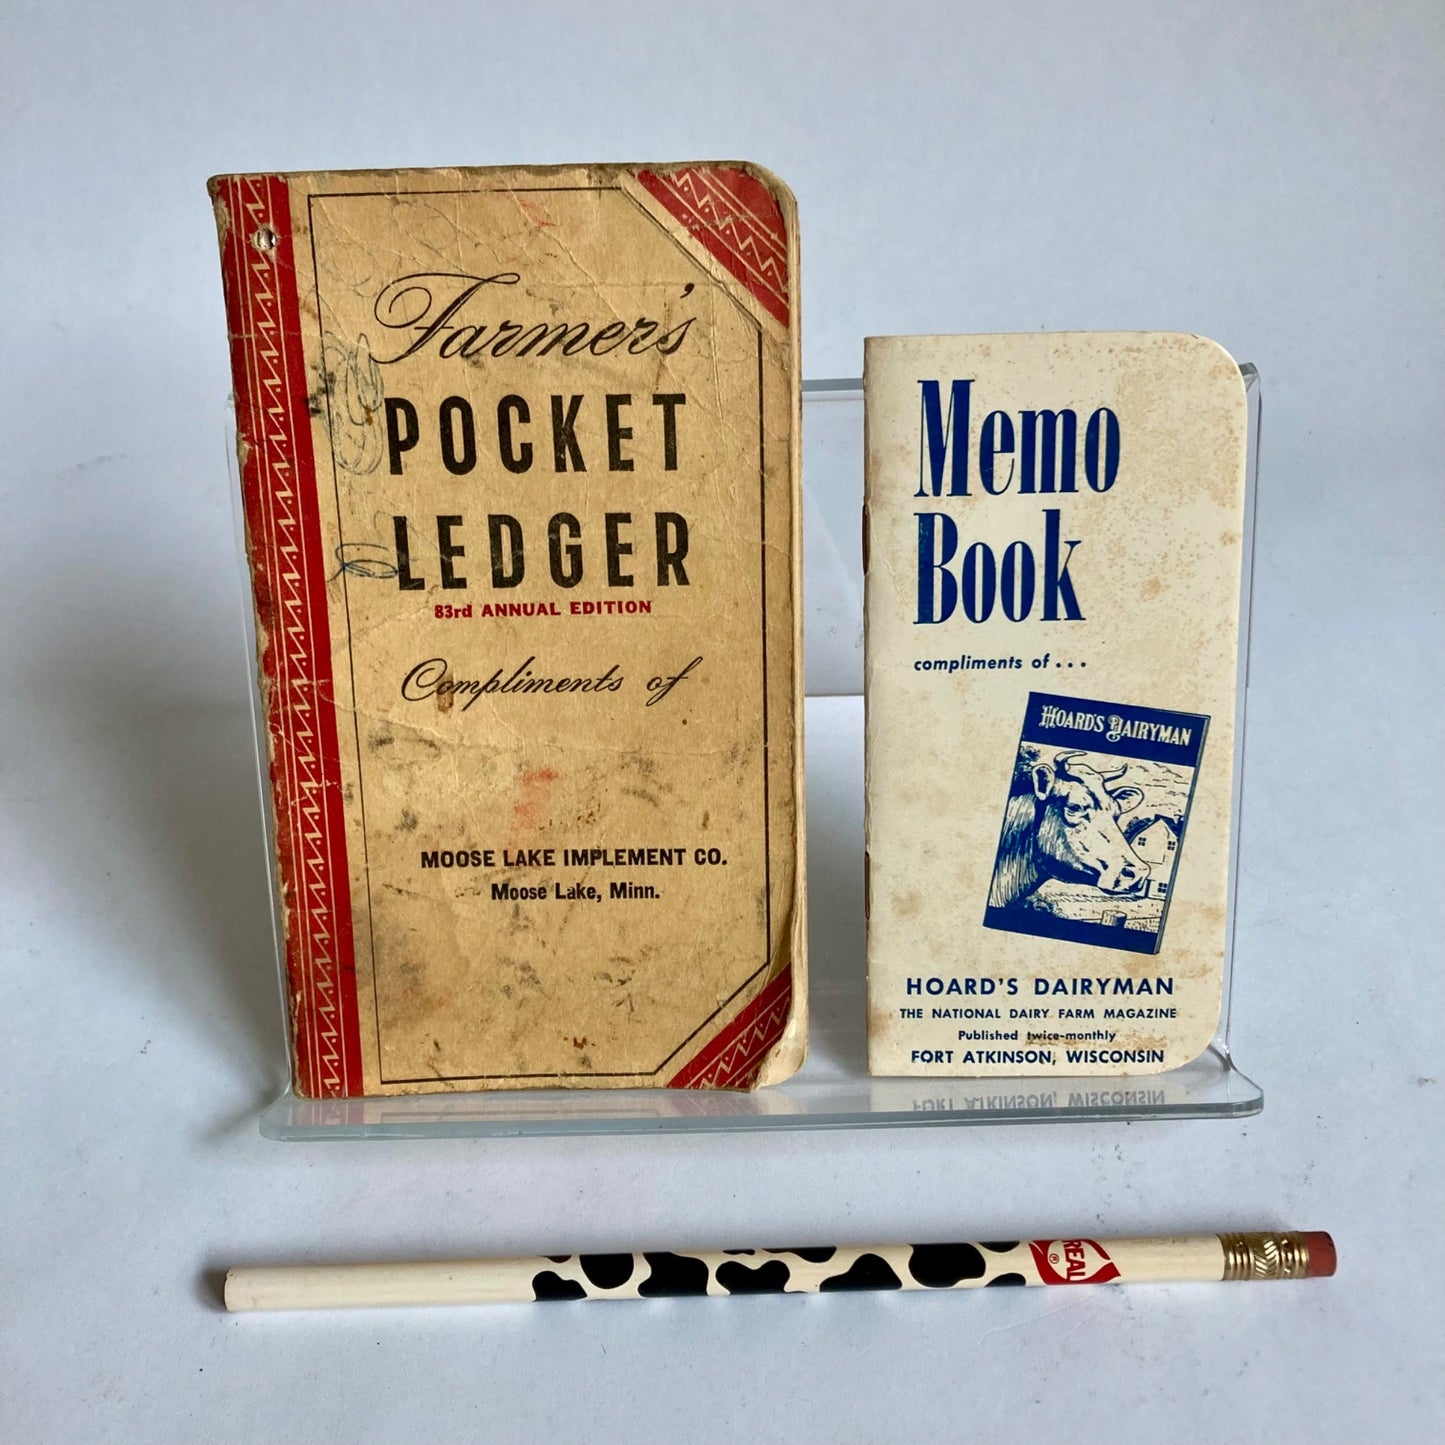 Farmer's
POCKET
LEDGER
83rd ANNUAL EDITION
Compliments of
MOOSE LAKE IMPLEMENT CO.
Moose Lake, Minn.
Memo
Book
compliments of...
HOARD'S DAIRYMAN
HOARD'S DAIRYMAN
THE NATIONAL DAIRY FARM MAGAZINE
Published twice-monthly
FORT ATKINSON, WISCONSIN
REAL®